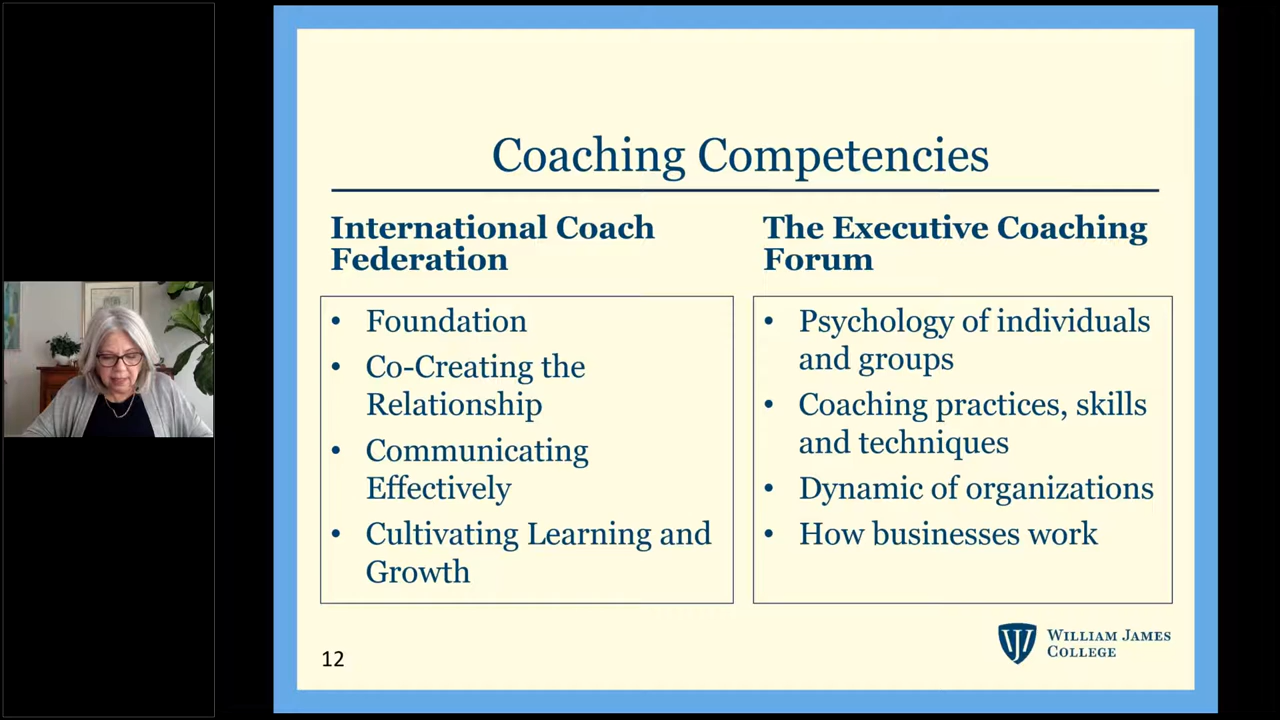 Coaching Competencies
International Coach
Federation
• Foundation
• Co-Creating the
Relationship
• Communicating
Effectively
• Cultivating Learning and
Growth
The Executive Coaching
Forum
• Psychology of individuals
and groups
• Coaching practices, skills
and techniques
• Dynamic of organizations
• How businesses work
12
WILLIAM JAMES
COLLEGE